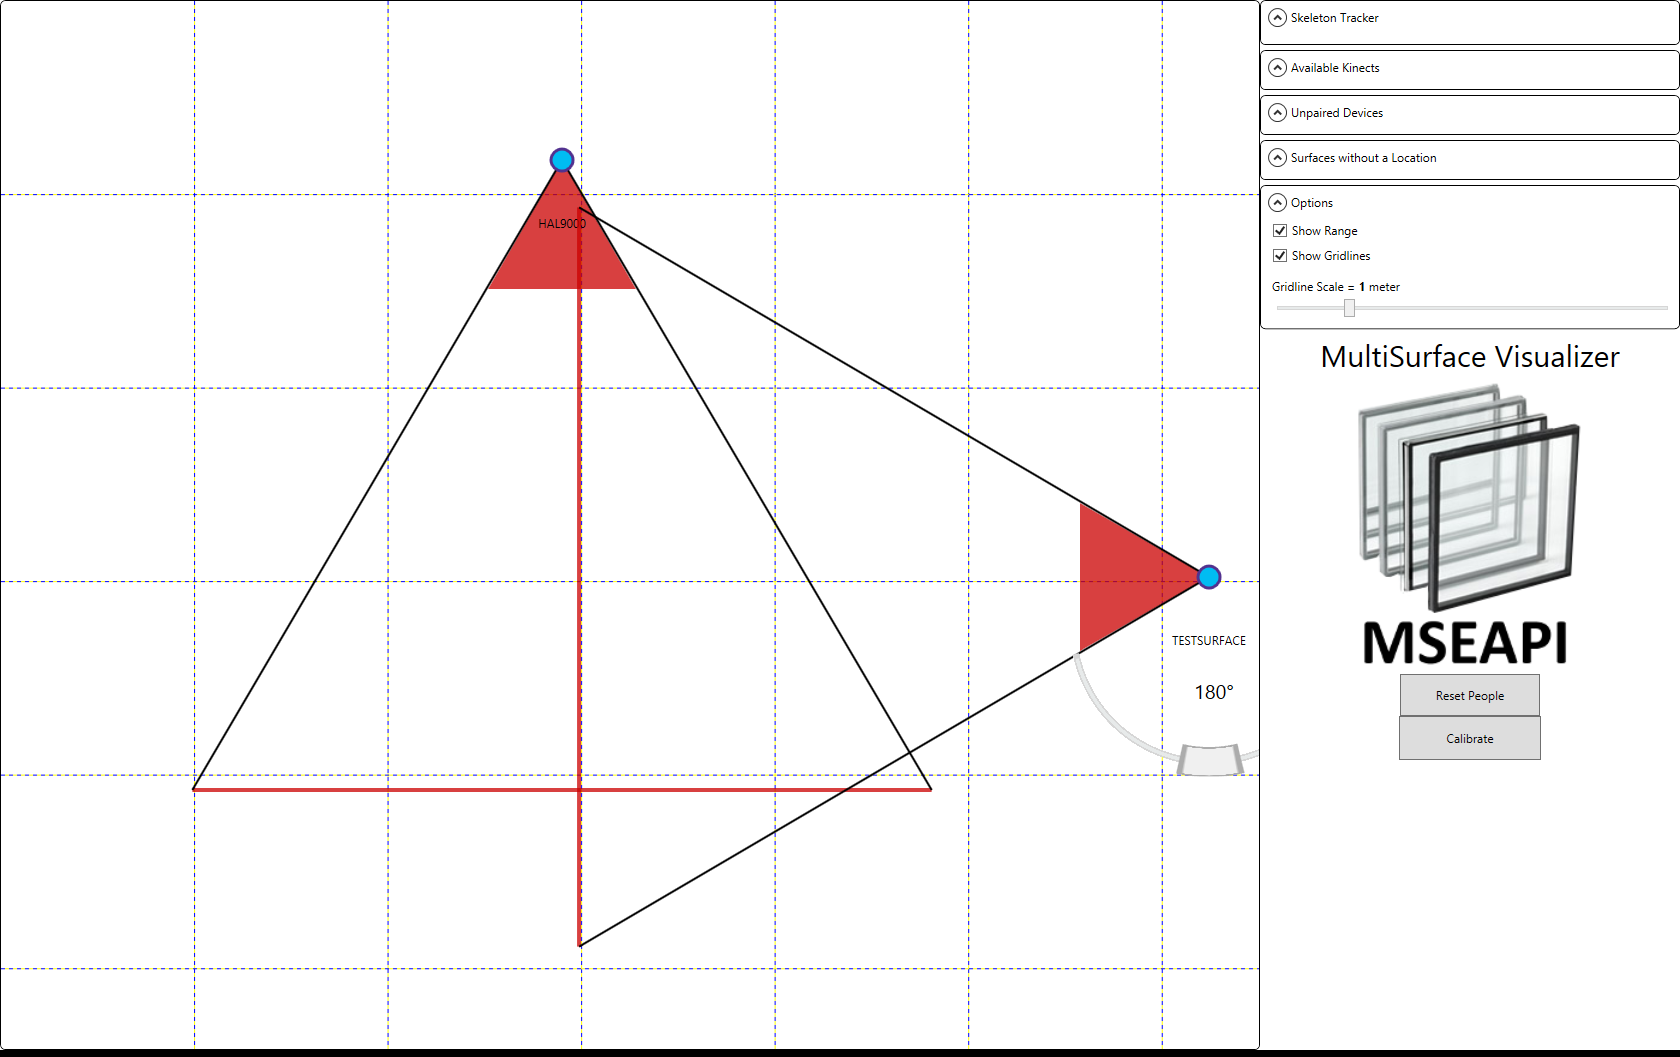 HAL9000
TESTSURFACE
180°
Skeleton Tracker
Available Kinects
Unpaired Devices
Surfaces without a Location
Options
Show Range
Show Gridlines
Gridline Scale = 1 meter
MultiSurface Visualizer
MSEAPI
Reset People
Calibrate